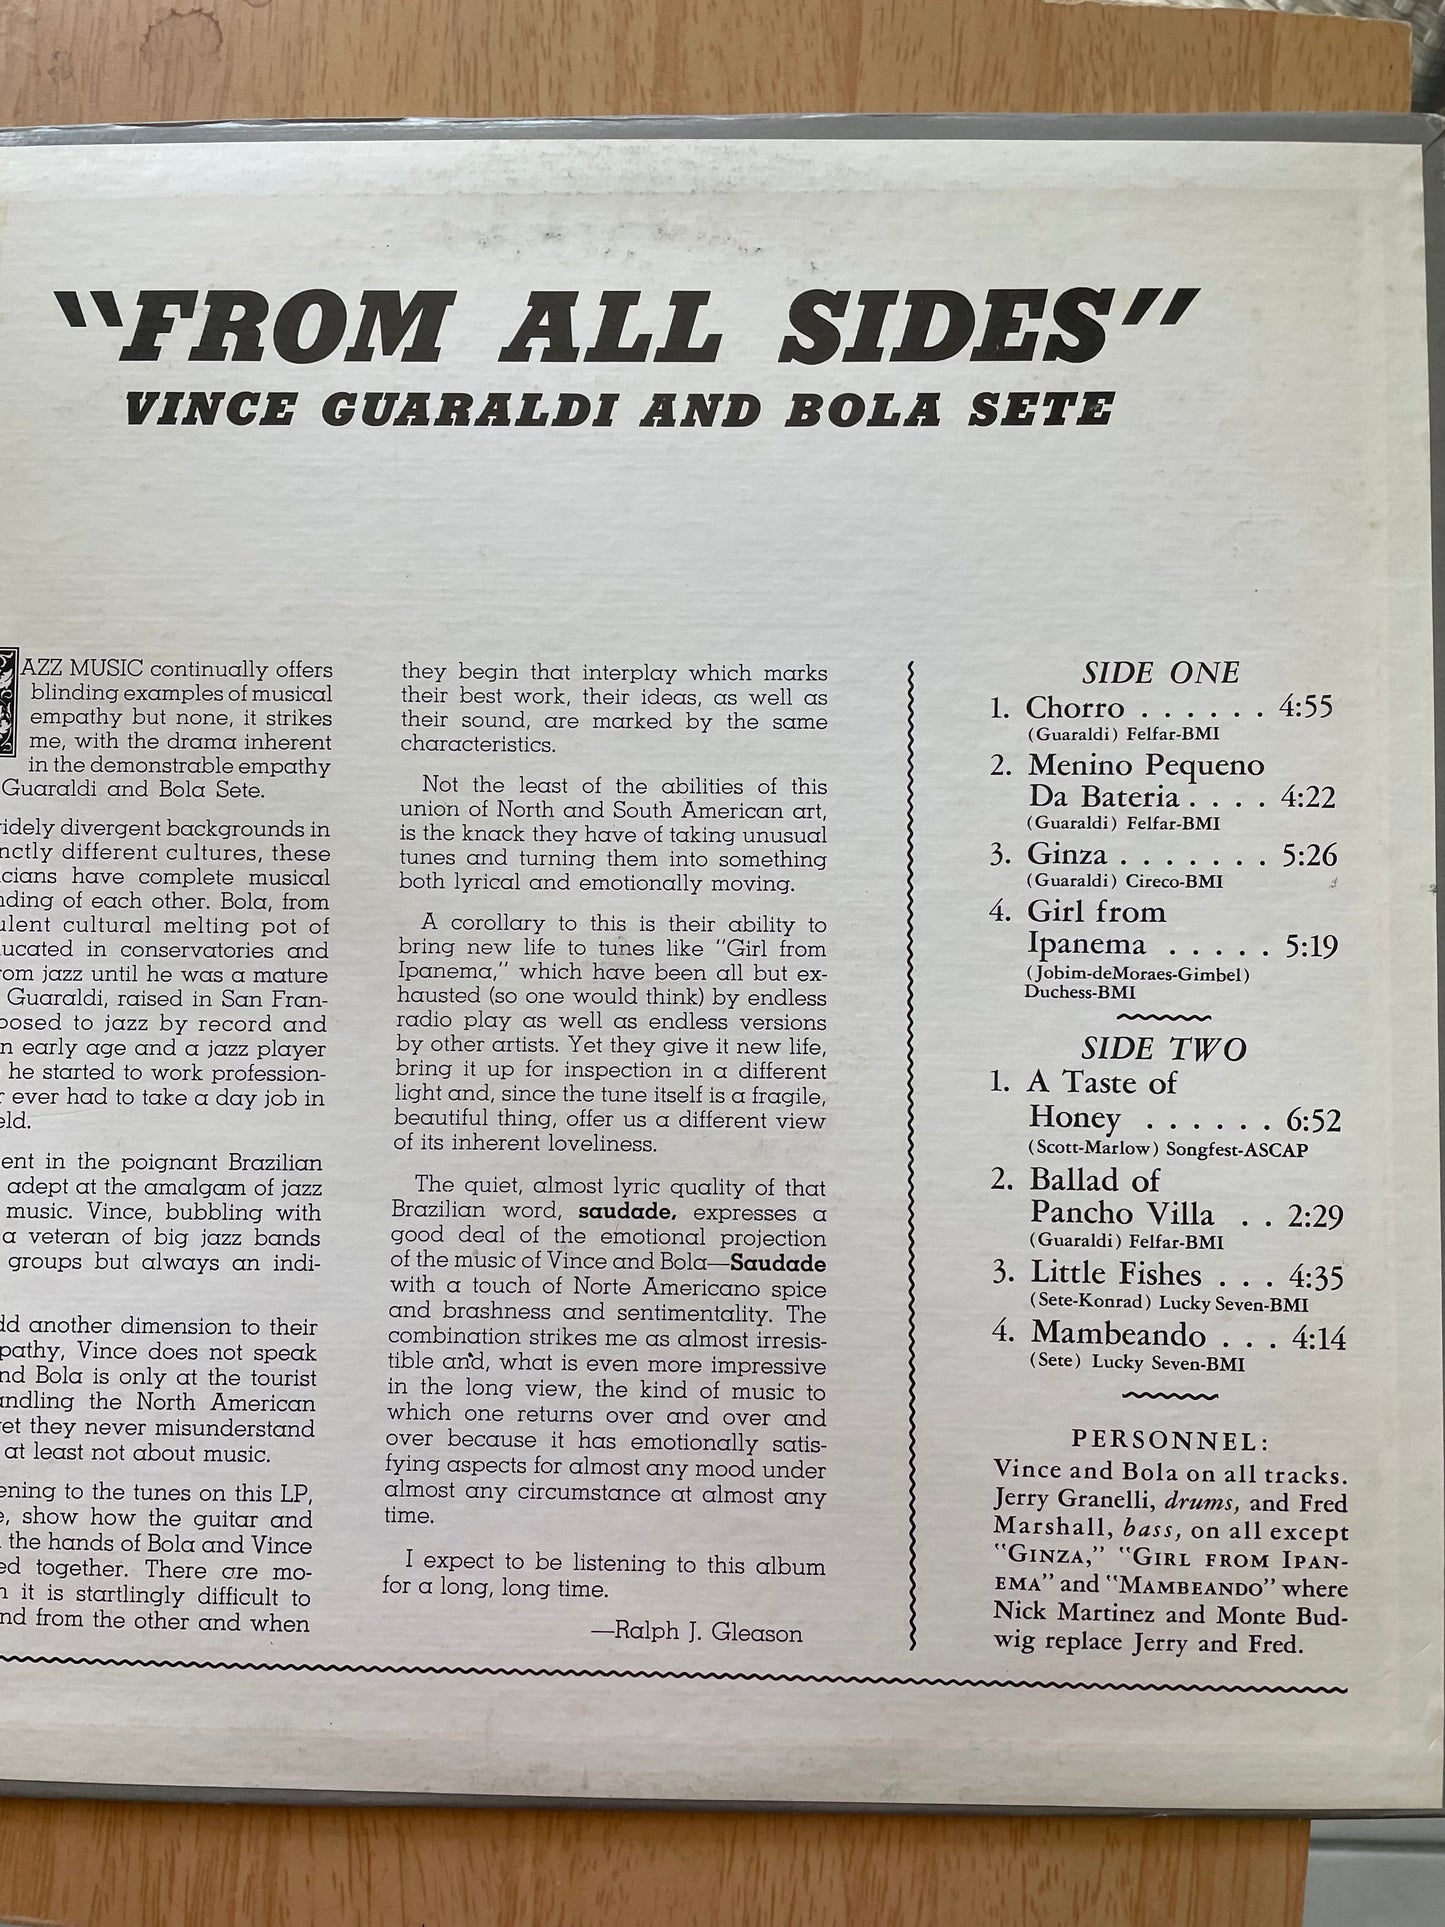 "FROM ALL SIDES"
VINCE GUARALDI AND BOLA SETE
AZZ MUSIC continually offers
blinding examples of musical
empathy but none, it strikes
me, with the drama inherent
in the demonstrable empathy
Guaraldi and Bola Sete.
divergent backgrounds in
different cultures, these
have complete musical
of each other. Bola, from
cultural melting pot of
in conservatories and
jazz until he was a mature
Guaraldi, raised in San Fran-
to jazz by record and
early age and a jazz player
he started to work profession-
ever had to take a day job in
in the poignant Brazilian
adept at the amalgam of jazz
music. Vince, bubbling with
a veteran of big jazz bands
groups but always an indi-
another dimension to their
Vince does not speak
Bola is only at the tourist
the North American
they never misunderstand
at least not about music.
to the tunes on this LP,
show how the guitar and
the hands of Bola and Vince
together. There are mo-
it is startlingly difficult to
from the other and when
they begin that interplay which marks
their best work, their ideas, as well as
their sound, are marked by the same
characteristics.
Not the least of the abilities of this
union of North and South American art,
is the knack they have of taking unusual
tunes and turning them into something
both lyrical and emotionally moving.
A corollary to this is their ability to
bring new life to tunes like "Girl from
Ipanema," which have been all but ex-
hausted (so one would think) by endless
radio play as well as endless versions
by other artists. Yet they give it new life,
bring it up for inspection in a different
light and, since the tune itself is a fragile,
beautiful thing, offer us a different view
of its inherent loveliness.
The quiet, almost lyric quality of that
Brazilian word, saudade, expresses a
good deal of the emotional projection
of the music of Vince and Bola—Saudade
with a touch of Norte Americano spice
and brashness and sentimentality. The
combination strikes me as almost irresis-
tible and, what is even more impressive
in the long view, the kind of music to
which one returns over and over and
over because it has emotionally satis-
fying aspects for almost any mood under
almost any circumstance at almost any
time.
I expect to be listening to this album
for a long, long time.
—Ralph J. Gleason
SIDE ONE
1. Chorro . . . . . . 4:55
(Guaraldi) Felfar-BMI
2. Menino Pequeno
Da Bateria . . . . 4:22
(Guaraldi) Felfar-BMI
3. Ginza . . . . . . . 5:26
(Guaraldi) Cireco-BMI
4. Girl from
Ipanema . . . . . 5:19
(Jobim-deMoraes-Gimbel)
Duchess-BMI
SIDE TWO
1. A Taste of
Honey . . . . . . 6:52
(Scott-Marlow) Songfest-ASCAP
2. Ballad of
Pancho Villa . . 2:29
(Guaraldi) Felfar-BMI
3. Little Fishes . . . 4:35
(Sete-Konrad) Lucky Seven-BMI
4. Mambeando . . . 4:14
(Sete) Lucky Seven-BMI
PERSONNEL:
Vince and Bola on all tracks.
Jerry Granelli, drums, and Fred
Marshall, bass, on all except
"GINZA," "GIRL FROM IPAN-
EMA" and "MAMBEANDO" where
Nick Martinez and Monte Bud-
wig replace Jerry and Fred.